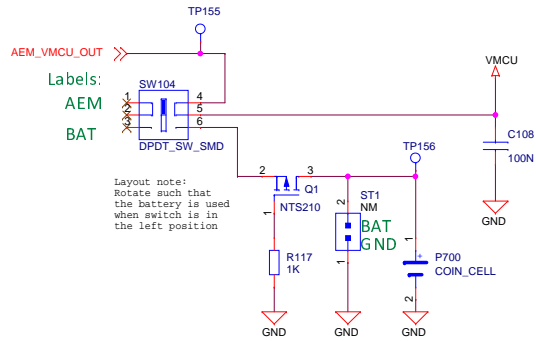 TP155
AEM_VMCU_OUT
VMCU
Labels:
SW104
1
4
AEM
2
5
3
6
BAT
DPDT_SW_SMD
C108
100N
TP156
Layout note:
Rotate such that
the battery is used
when switch is in
the left position
2
3
Q1
NTS210
1
ST1
NM
2
BAT
GND
1
GND
R117
1K
1
+
P700
COIN_CELL
2
GND
GND
GND